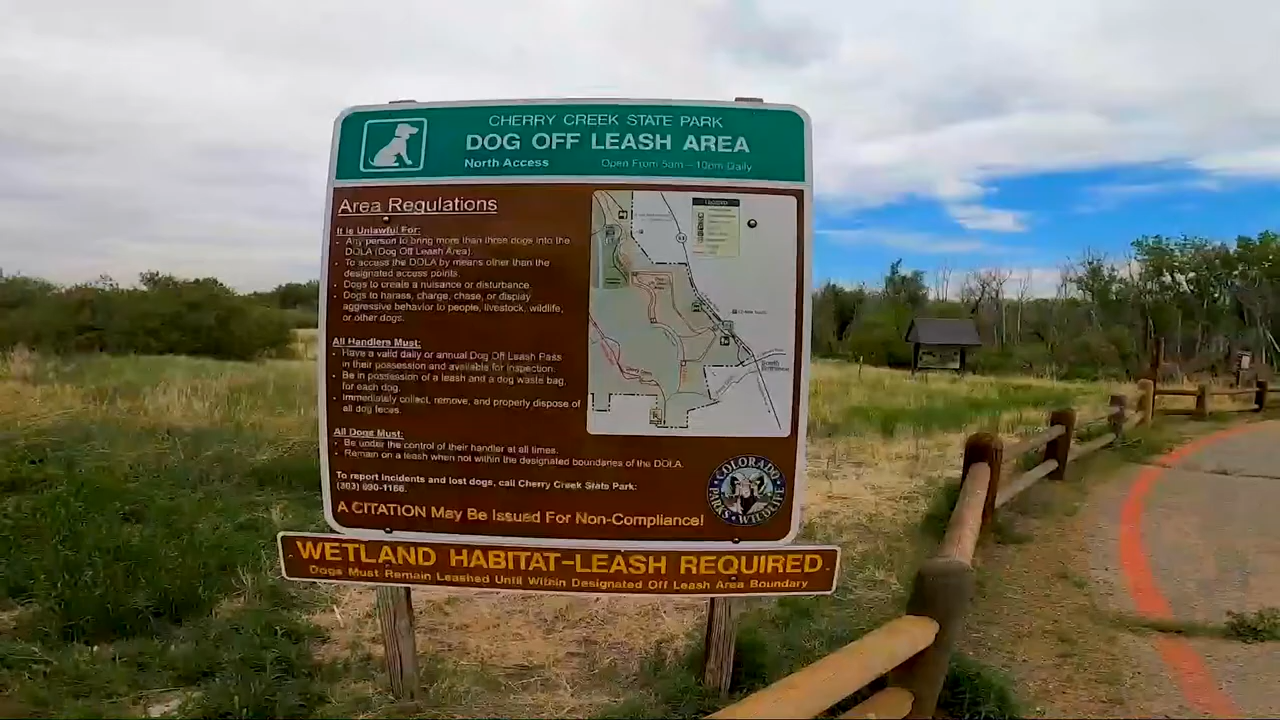 CHERRY CREEK STATE PARK
DOG OFF LEASH AREA
North Access Open From 5am - 10pm Daily
Area Regulations
It is Unlawful For:
• Any person to bring more than three dogs into the
DOLA (Dog Off Leash Area).
• To access the DOLA by means other than the
designated access points.
• Dogs to create a nuisance or disturbance.
• Dogs to harass, charge, chase, or display
aggressive behavior to people, livestock, wildlife,
or other dogs.
All Handlers Must:
• Have a valid daily or annual Dog Off Leash Pass
in their possession and available for inspection.
• Be in possession of a leash and a dog waste bag
for each dog.
• Immediately collect, remove, and properly dispose of
all dog feces.
All Dogs Must:
• Be under the control of their handler at all times.
• Remain on a leash when not within the designated boundaries of the DOLA.
To report incidents and lost dogs, call Cherry Creek State Park:
(303) 690-1166.
A CITATION May Be Issued For Non-Compliance!
LEGEND
South
Entrance
COLORADO
PARKS & WILDLIFE
WETLAND HABITAT-LEASH REQUIRED
Dogs Must Remain Leashed Until Within Designated Off Leash Area Boundary